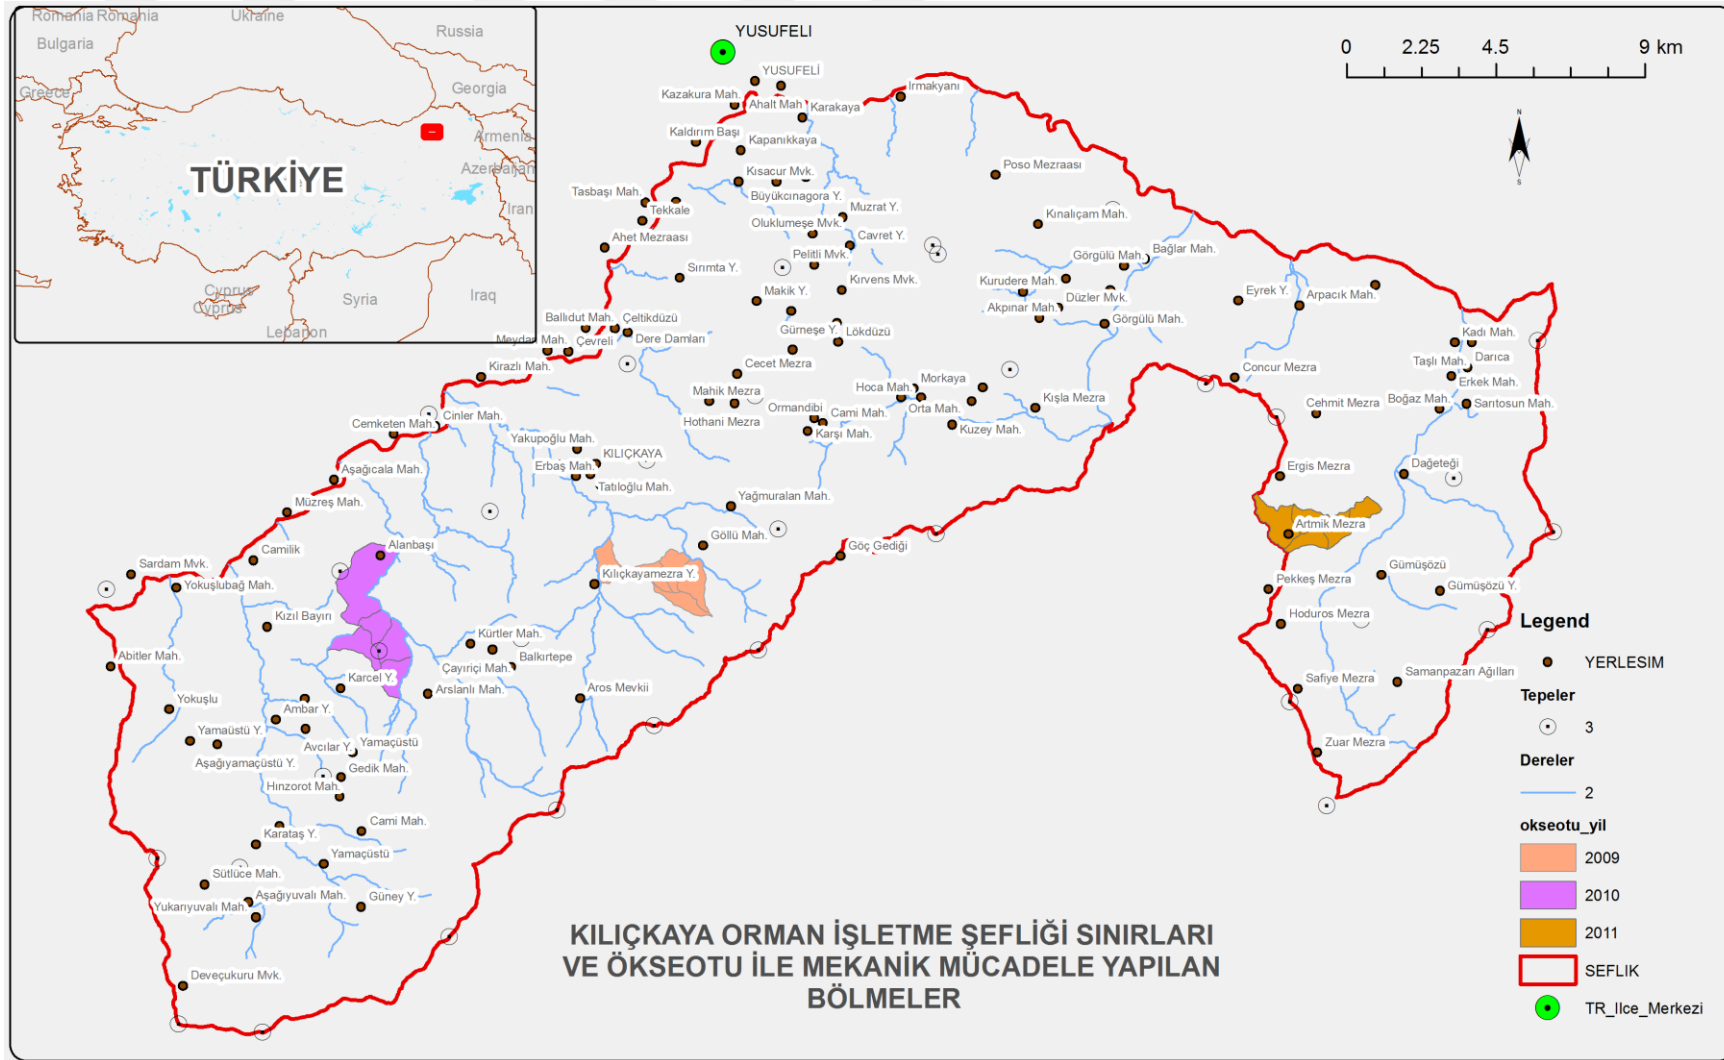 Romania
Romania
Ukraine
Russia
Bulgaria
Georgia
Greece
Armenia
Azerbaijan
TÜRKİYE
Iran
Cyprus
Cyprus
Syria
Iraq
Lebanon
YUSUFELI
0 2.25 4.5 9 km
N
S
YUSUFELİ
Kazakura Mah.
Ahalt Mah
Karakaya
Irmakyanı
Kaldırım Başı
Kapanıkkaya
Poso Mezraası
Kısacur Mvk.
Tasbaşı Mah.
Büyükcınagora Y.
Tekkale
Muzrat Y.
Kınalıçam Mah.
Oluklumeşe Mvk.
Ahet Mezraası
Cavret Y.
Pelitli Mvk.
Görgülü Mah.
Bağlar Mah.
Sırımta Y.
Kırvens Mvk.
Kurudere Mah.
Makik Y.
Düzler Mvk.
Eyrek Y.
Arpacık Mah.
Akpınar Mah.
Ballıdut Mah.
Çeltikdüzü
Görgülü Mah.
Gürneşe Y.
Lökdüzü
Kadı Mah.
Meydan Mah.
Çevreli
Dere Damları
Taşlı Mah.
Darıca
Kirazlı Mah.
Cecet Mezra
Concur Mezra
Erkek Mah.
Mahik Mezra
Hoca Mah.
Morkaya
Kışla Mezra
Cehmit Mezra
Boğaz Mah.
Sarıtosun Mah.
Cinler Mah.
Hothani Mezra
Ormandibi
Cami Mah.
Orta Mah.
Cemketen Mah.
Karşı Mah.
Kuzey Mah.
Yakupoğlu Mah.
KILIÇKAYA
Aşağıcala Mah.
Erbaş Mah.
Ergis Mezra
Dağeteği
Tatıloğlu Mah.
Müzreş Mah.
Yağmuralan Mah.
Artmik Mezra
Göllü Mah.
Alanbaşı
Camilik
Göç Gediği
Sardam Mvk.
Yokuşlubağ Mah.
Kılıçkayamezra Y.
Gümüşözü
Pekkeş Mezra
Gümüşözü Y.
Kızıl Bayırı
Hoduros Mezra
Kürtler Mah.
Abitler Mah.
Çayıriçi Mah.
Balkırtepe
Karcel Y.
Arslanlı Mah.
Aros Mevkii
Safiye Mezra
Samanpazarı Ağılları
Yokuşlu
Ambar Y.
Yamaüstü Y.
Avcılar Y.
Yamaçüstü
Zuar Mezra
Aşağıyamaçüstü Y.
Gedik Mah.
Hınzorot Mah.
Karataş Y.
Cami Mah.
Yamaçüstü
Sütlüce Mah.
Aşağıyuvalı Mah.
Güney Y.
Yukarıyuvalı Mah.
Deveçukuru Mvk.
KILIÇKAYA ORMAN İŞLETME ŞEFLİĞİ SINIRLARI
VE ÖKSEOTU İLE MEKANİK MÜCADELE YAPILAN
BÖLMELER
Legend
YERLESIM
Tepeler
3
Dereler
2
okseotu_yil
2009
2010
2011
SEFLIK
TR_Ilce_Merkezi